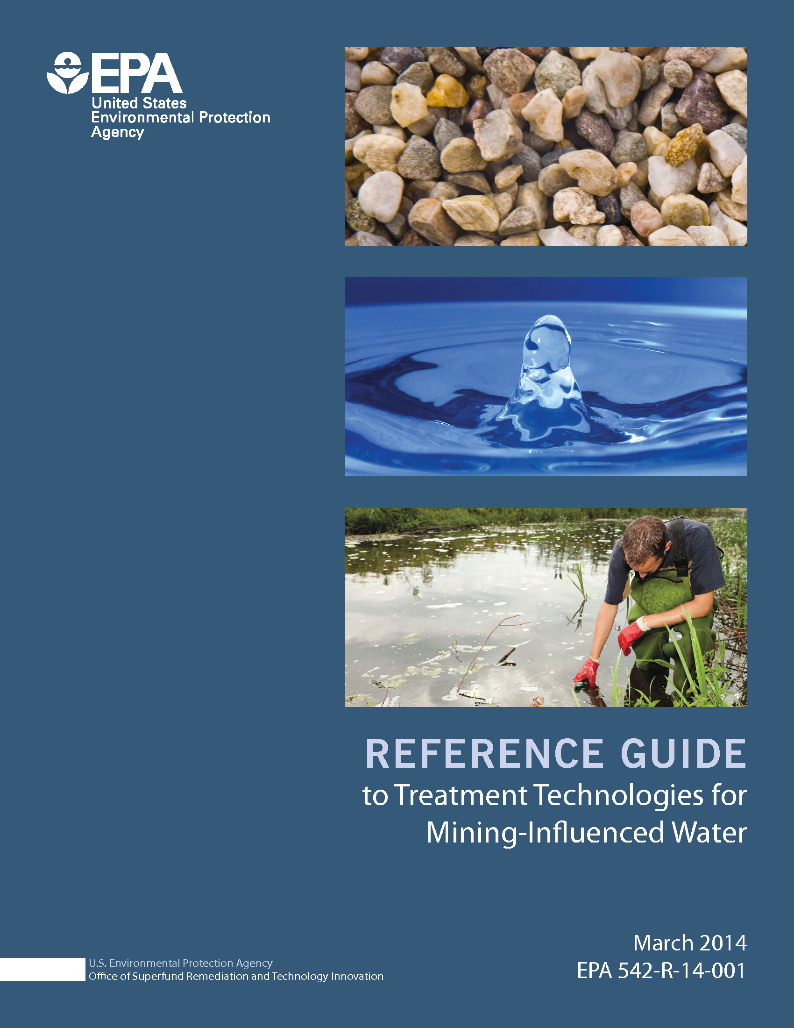 EPA
United States
Environmental Protection
Agency
REFERENCE GUIDE
to Treatment Technologies for
Mining-Influenced Water
March 2014
EPA 542-R-14-001
U.S. Environmental Protection Agency
Office of Superfund Remediation and Technology Innovation